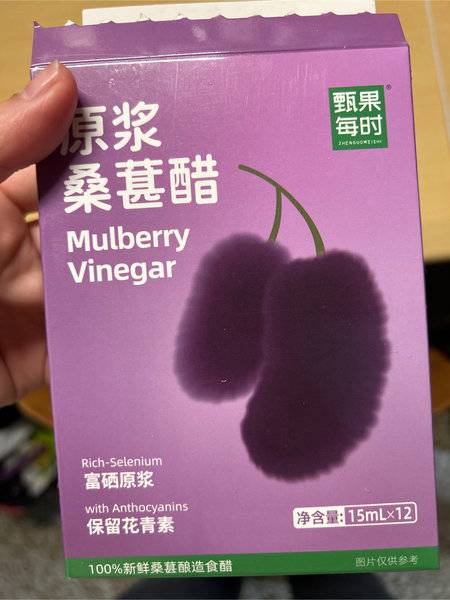 甄果
每时
ZHENGUOMEISHI
原浆
桑葚醋
Mulberry
Vinegar
Rich-Selenium
富硒原浆
with Anthocyanins
保留花青素
净含量: 15mL×12
100%新鲜桑葚酿造食醋
图片仅供参考